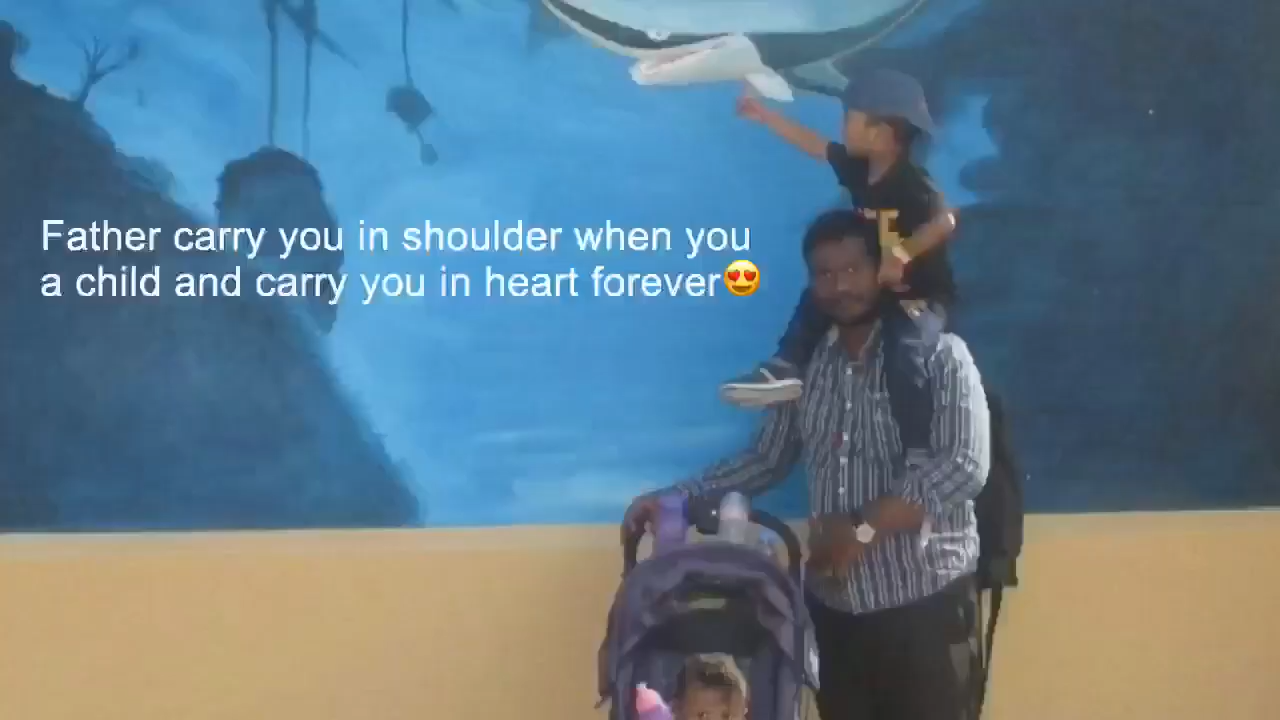 Father carry you in shoulder when you
a child and carry you in heart forever😍